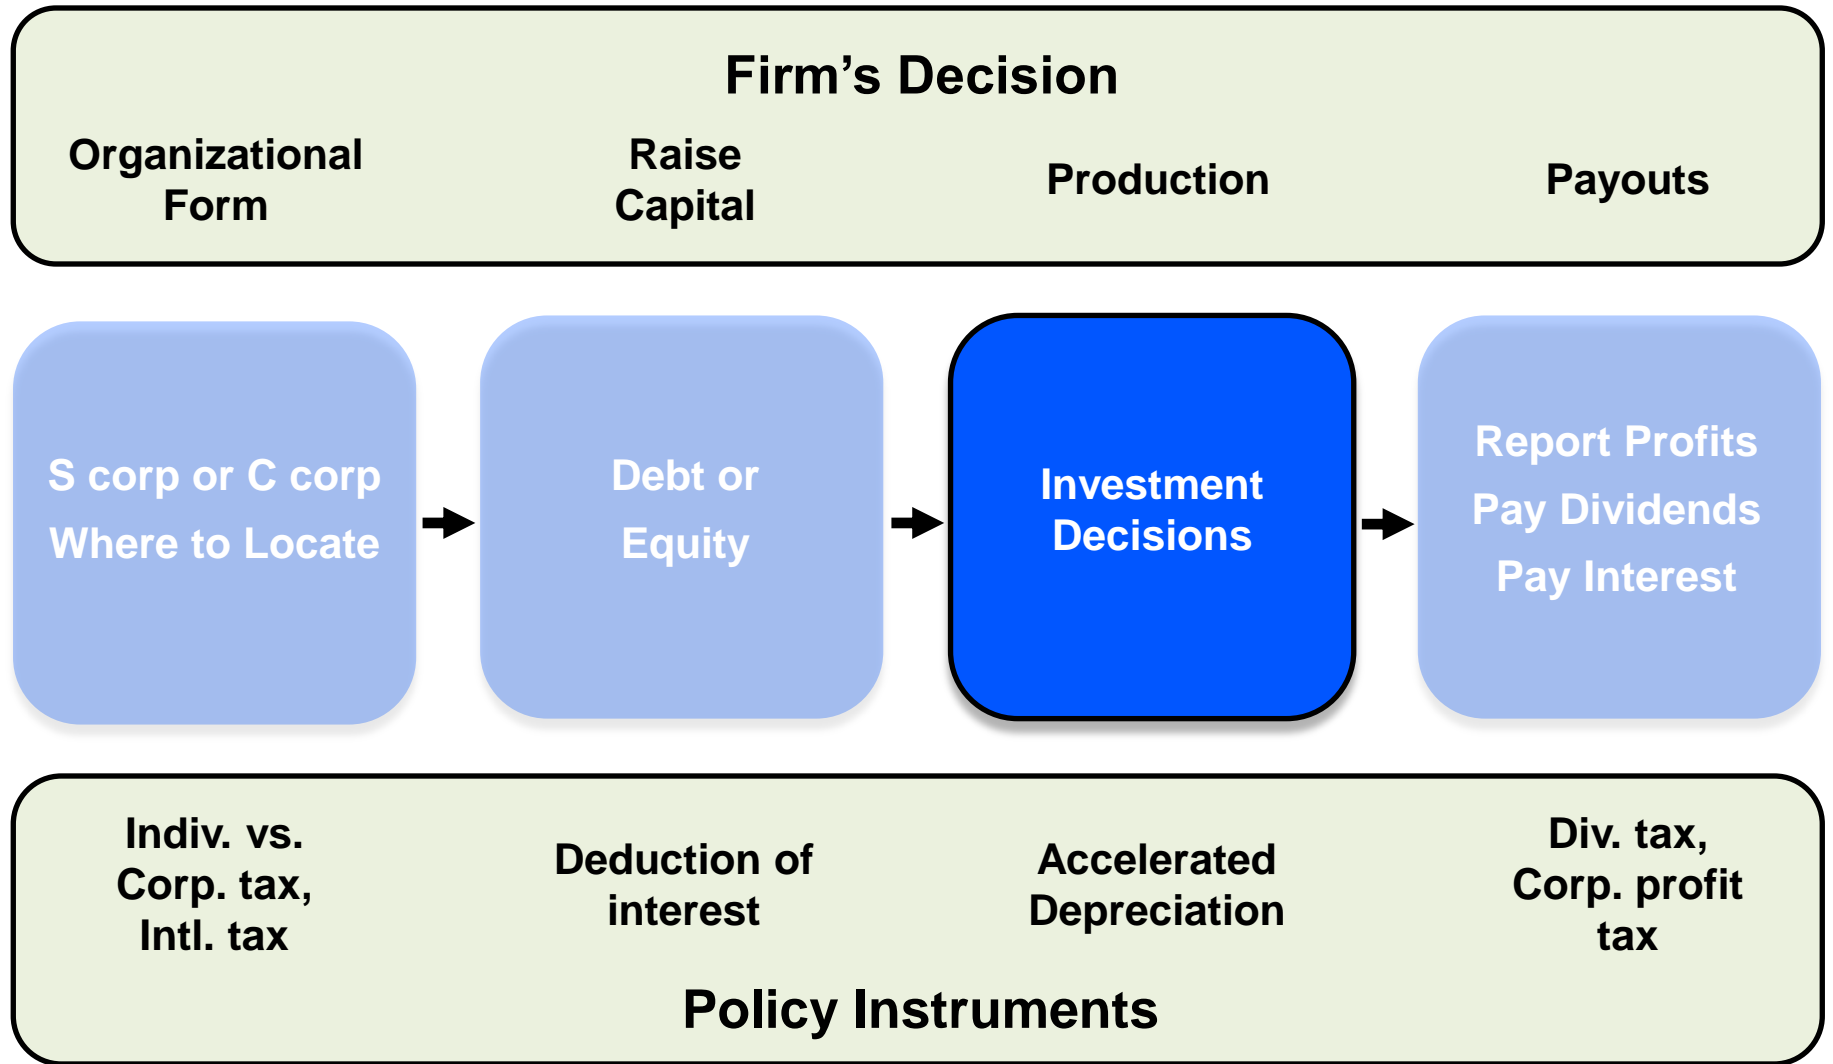 Firm’s Decision
Organizational
Form
Raise
Capital
Production
Payouts
S corp or C corp
Where to Locate
Debt or
Equity
Investment
Decisions
Report Profits
Pay Dividends
Pay Interest
Indiv. vs.
Corp. tax,
Intl. tax
Deduction of
interest
Accelerated
Depreciation
Div. tax,
Corp. profit
tax
Policy Instruments